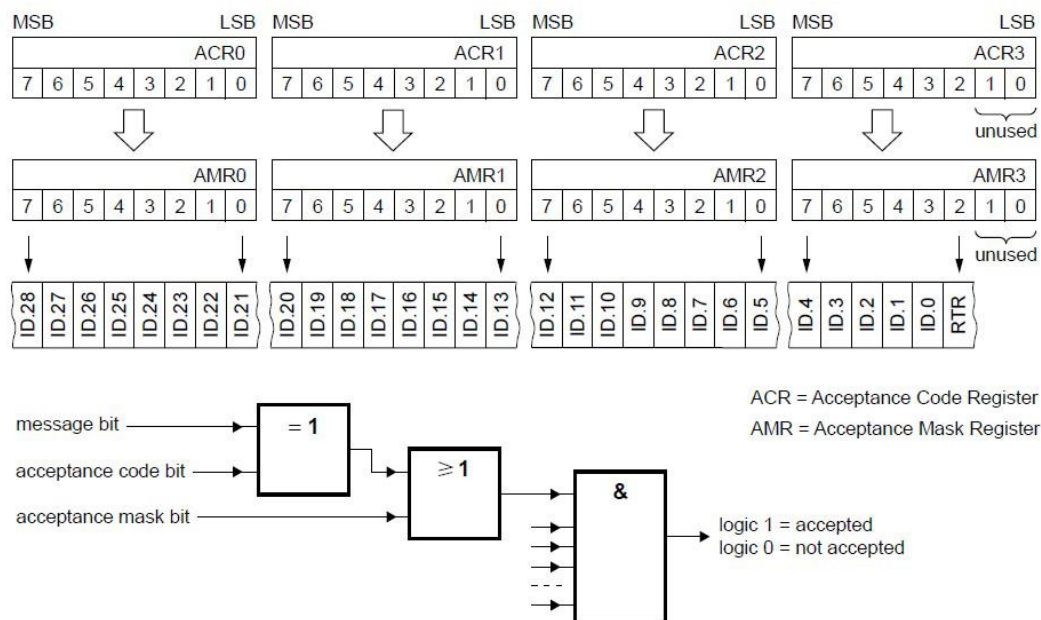 MSB LSB MSB LSB MSB LSB MSB LSB
ACR0 ACR1 ACR2 ACR3
7 6 5 4 3 2 1 0 7 6 5 4 3 2 1 0 7 6 5 4 3 2 1 0 7 6 5 4 3 2 1 0
unused
AMR0 AMR1 AMR2 AMR3
7 6 5 4 3 2 1 0 7 6 5 4 3 2 1 0 7 6 5 4 3 2 1 0 7 6 5 4 3 2 1 0
unused
ID.28 ID.27 ID.26 ID.25 ID.24 ID.23 ID.22 ID.21 ID.20 ID.19 ID.18 ID.17 ID.16 ID.15 ID.14 ID.13 ID.12 ID.11 ID.10 ID.9 ID.8 ID.7 ID.6 ID.5 ID.4 ID.3 ID.2 ID.1 ID.0 RTR
ACR = Acceptance Code Register
AMR = Acceptance Mask Register
message bit
= 1
acceptance code bit
≥ 1
acceptance mask bit
&
logic 1 = accepted
logic 0 = not accepted